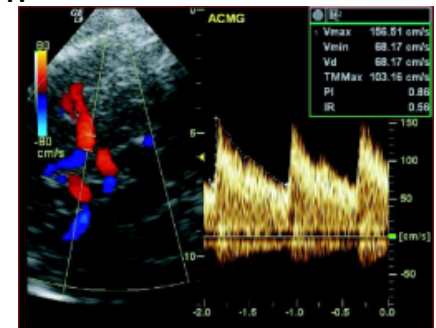 ACMG
Vmax 156.51 cm/s
Vmin 68.17 cm/s
Vd 68.17 cm/s
TMMax 103.16 cm/s
PI 0.86
IR 0.56
80
-80
cm/s
0
5
10
150
100
50
[cm/s]
-50
-2.0 -1.5 -1.0 -0.5 0.0